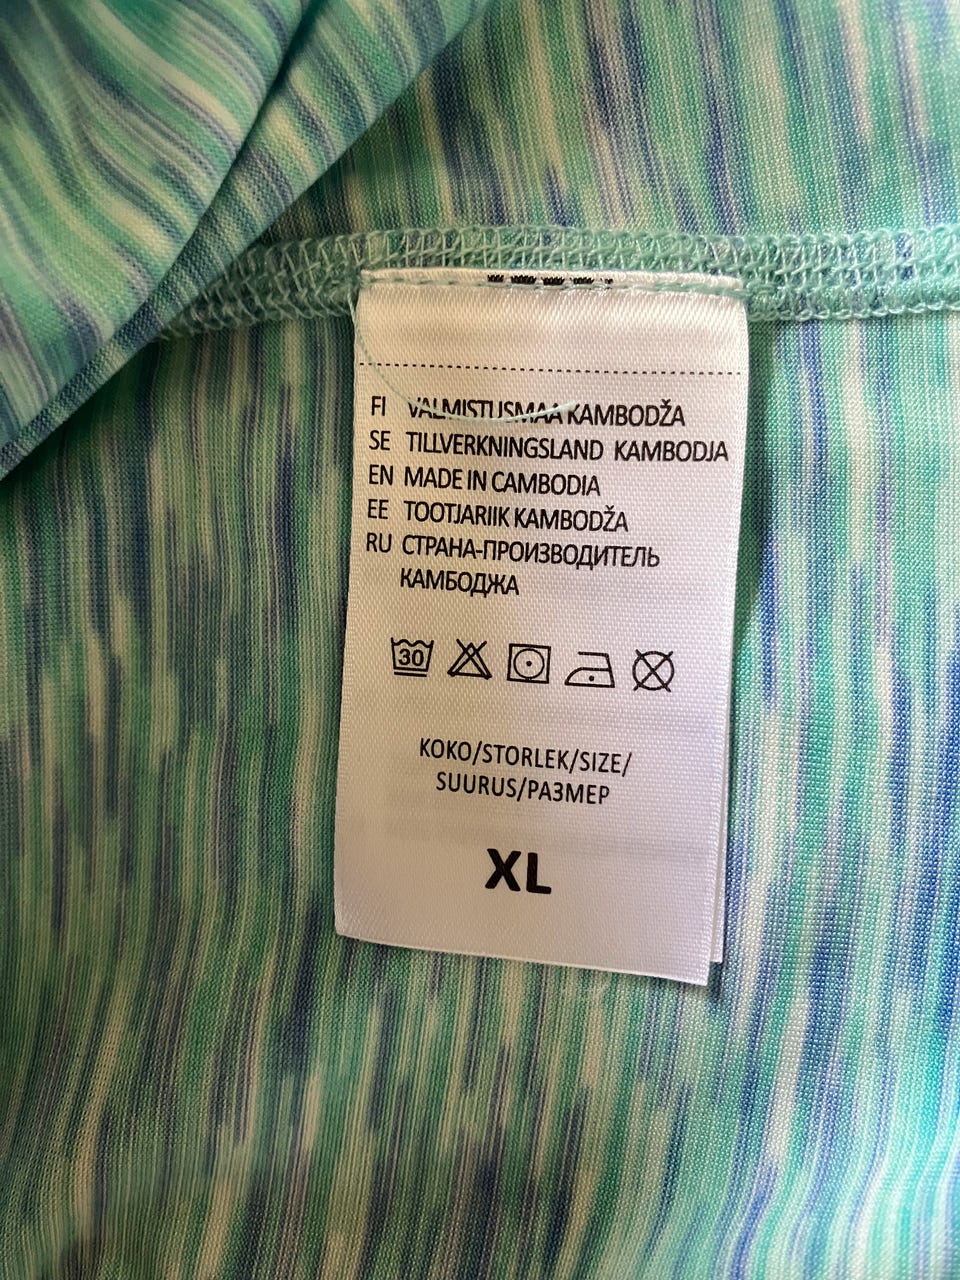 FI VALMISTUSMAA KAMBODŽA
SE TILLVERKNINGSLAND KAMBODJA
EN MADE IN CAMBODIA
EE TOOTJARIIK KAMBODŽA
RU СТРАНА-ПРОИЗВОДИТЕЛЬ
КАМБОДЖА
30
KOKO/STORLEK/SIZE/
SUURUS/РАЗМЕР
XL